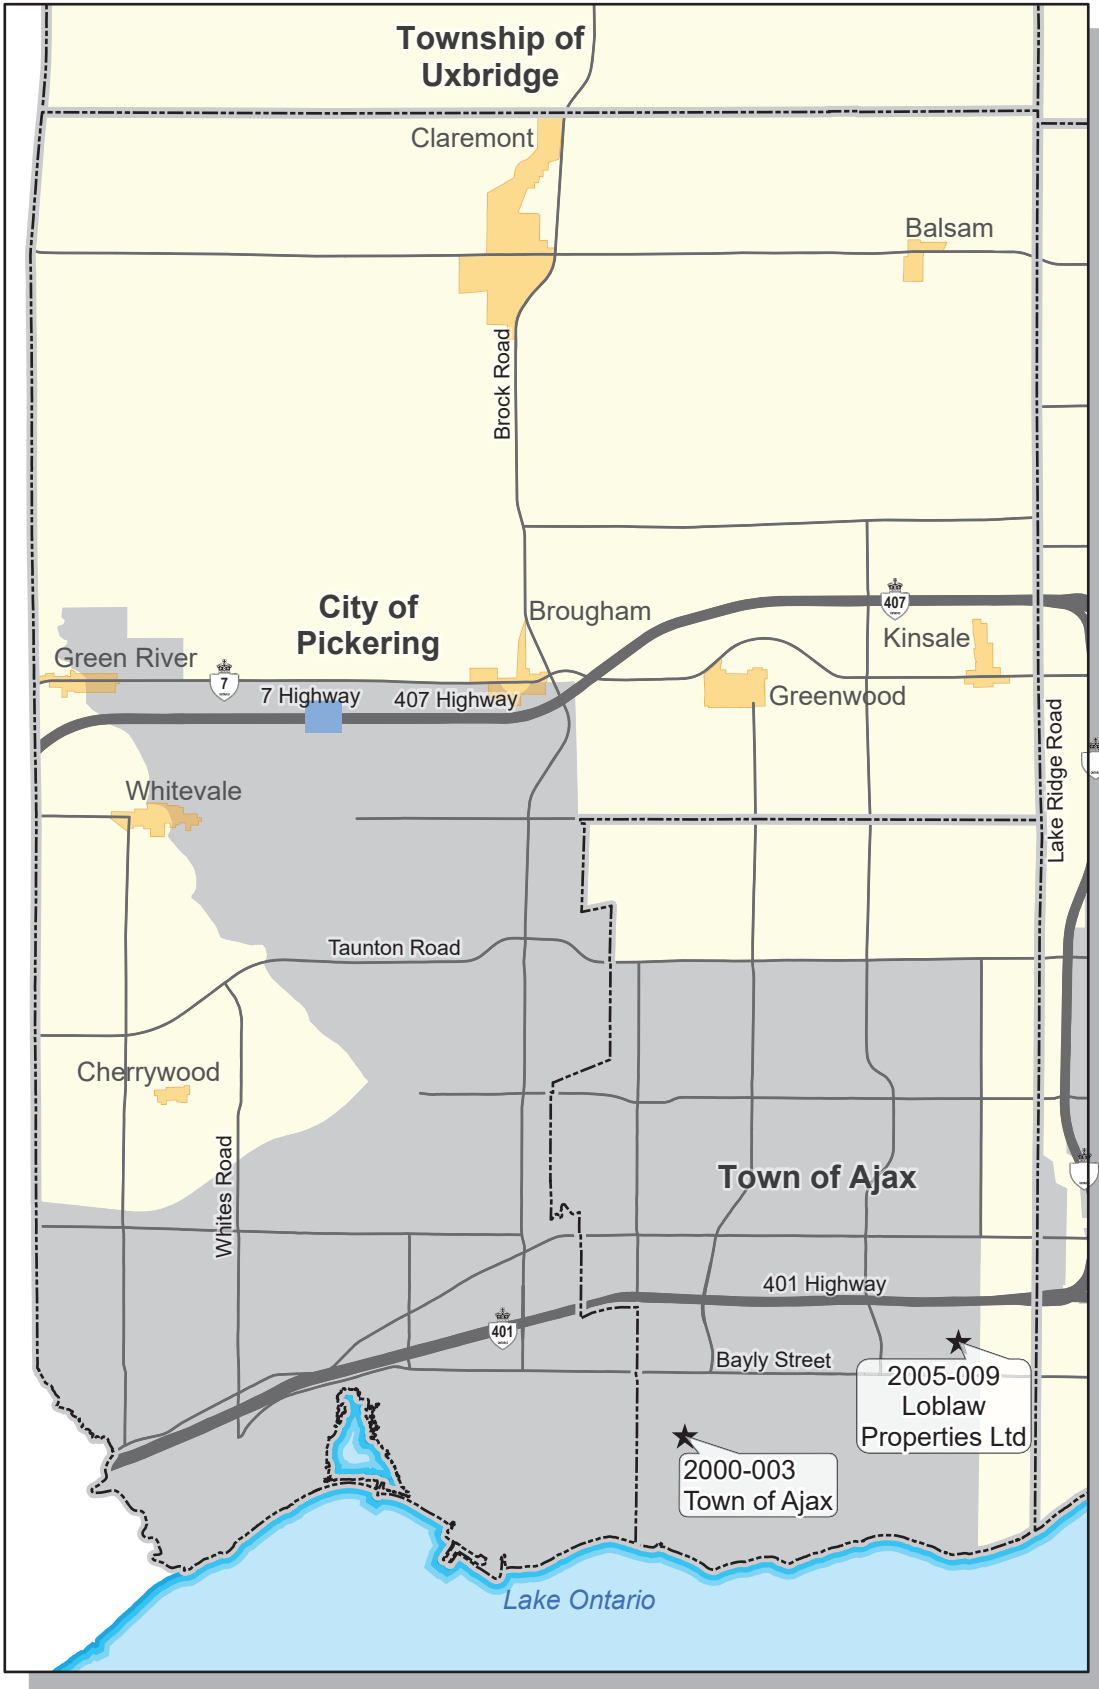 Township of
Uxbridge
Claremont
Balsam
Brock Road
City of
Pickering
Brougham
407
Kinsale
Green River
7
7 Highway
407 Highway
Greenwood
Lake Ridge Road
Whitevale
Taunton Road
Cherrywood
Whites Road
Town of Ajax
401 Highway
401
Bayly Street
2005-009
Loblaw
Properties Ltd
2000-003
Town of Ajax
Lake Ontario